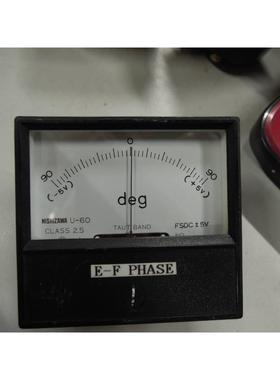 0
90 90
(-5V) (+5V)
deg
NISHIZAWA U-60
CLASS 2.5 TAUT BAND FSDC ± 5V
E-F PHASE